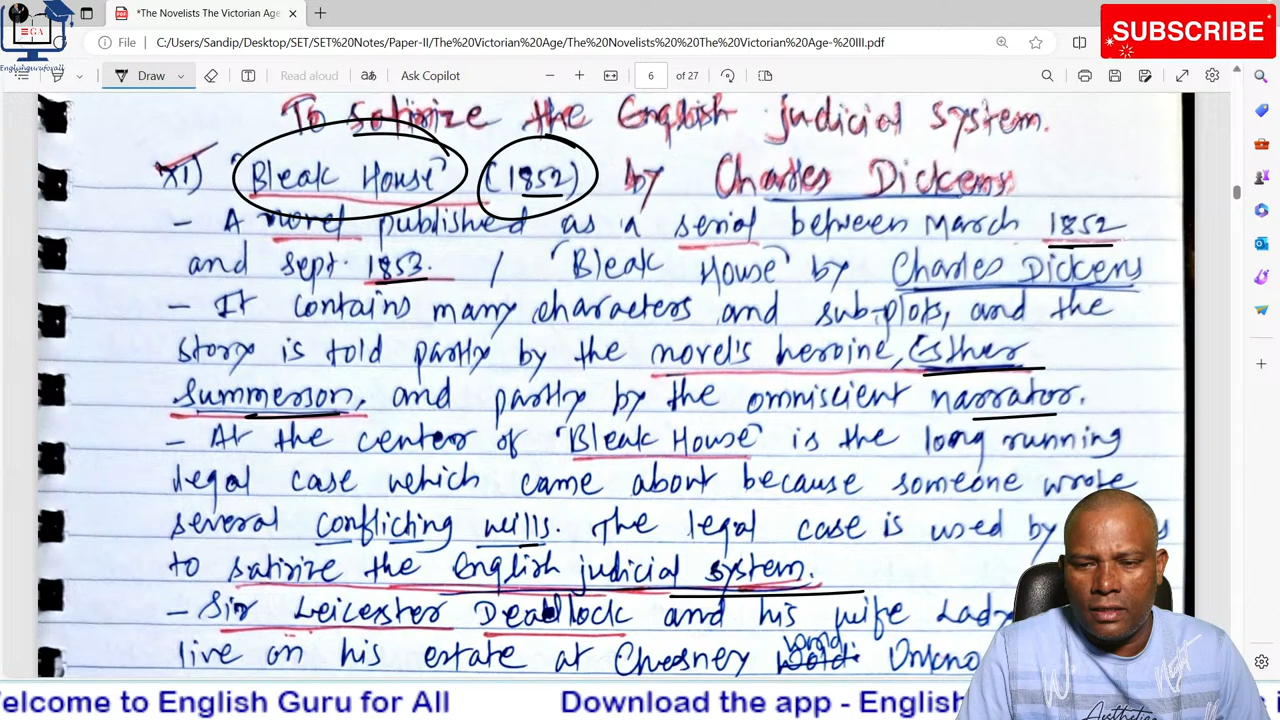 *The Novelists The Victorian Ag
File C:/Users/Sandip/Desktop/SET/SET%20Notes/Paper-II/The%20Victorian%20Age/The%20Novelists%20%20The%20Victorian%20Age-%20III.pdf
SUBSCRIBE
EGA
Englishguruforall
Draw Read aloud Ask Copilot 6 of 27
To satirize the English judicial system.
XI) 'Bleak House' (1852) by Charles Dickens
- A novel published as a serial between March 1852
and sept. 1853. / 'Bleak House' by Charles Dickens
- It contains many characters and sub-plots, and the
story is told partly by the novel's heroine, Esther
Summerson, and partly by the omniscient narrator.
- At the center of 'Bleak House' is the long running
legal case which came about because someone wrote
several conflicting wills. The legal case is used by
to satirize the English judicial system.
- Sir Leicester Deadlock and his wife Lady
live on his estate at Chesney world. Unkno
elcome to English Guru for All Download the app - English